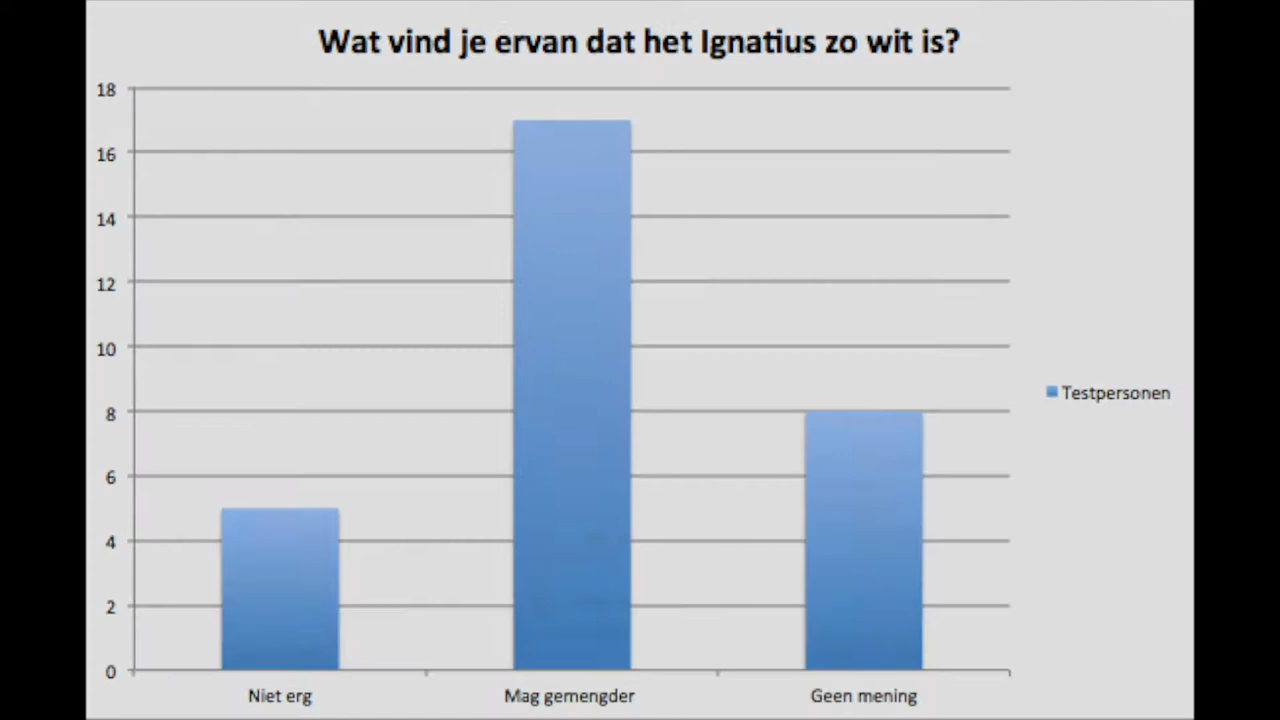 Wat vind je ervan dat het Ignatius zo wit is?
18
16
14
12
10
8
6
4
2
0
Niet erg
Mag gemengder
Geen mening
Testpersonen